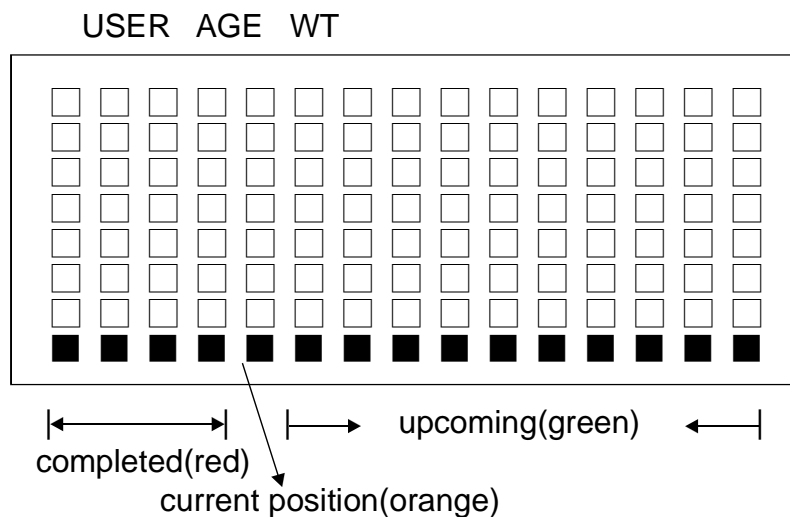 USER AGE WT
upcoming(green)
completed(red)
current position(orange)